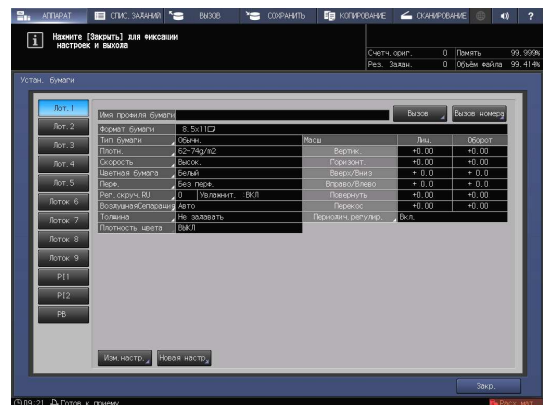 АППАРАТ
СПИС. ЗАДАНИЙ
ВЫЗОВ
СОХРАНИТЬ
КОПИРОВАНИЕ
СКАНИРОВАНИЕ
?
Нажмите [Закрыть] для фиксации
настроек и выхода
Счетч.ориг. 0 Память 99.999%
Рез. Задан. 0 Объём файла 99.414%
Устан. бумаги
Лот.1
Лот.2
Лот.3
Лот.4
Лот.5
Лоток 6
Лоток 7
Лоток 8
Лоток 9
PI1
PI2
PB
Имя профиля бумаги
Вызов
Вызов номера
Формат бумаги 8.5x11
Тип бумаги Обычн.
Плотн. 62-74g/m2
Скорость Высок.
Цветная бумага Белый
Перф. Без перф.
Рег.скруч.RU 0 Увлажнит. :ВКЛ
ВоздушнаяСепарация Авто
Толщина Не задавать
Плотность цвета ВЫКЛ
Масш Лиц. Оборот
Вертик. +0.00 +0.00
Горизонт. +0.00 +0.00
Вверх/Вниз + 0.0 + 0.0
Вправо/Влево + 0.0 + 0.0
Повернуть +0.00 +0.00
Перекос +0.00 +0.00
Периодич.регулир. Вкл.
Изм.настр.
Новая настр
Закр.
09:21 Готов к приему
Расх.мат.